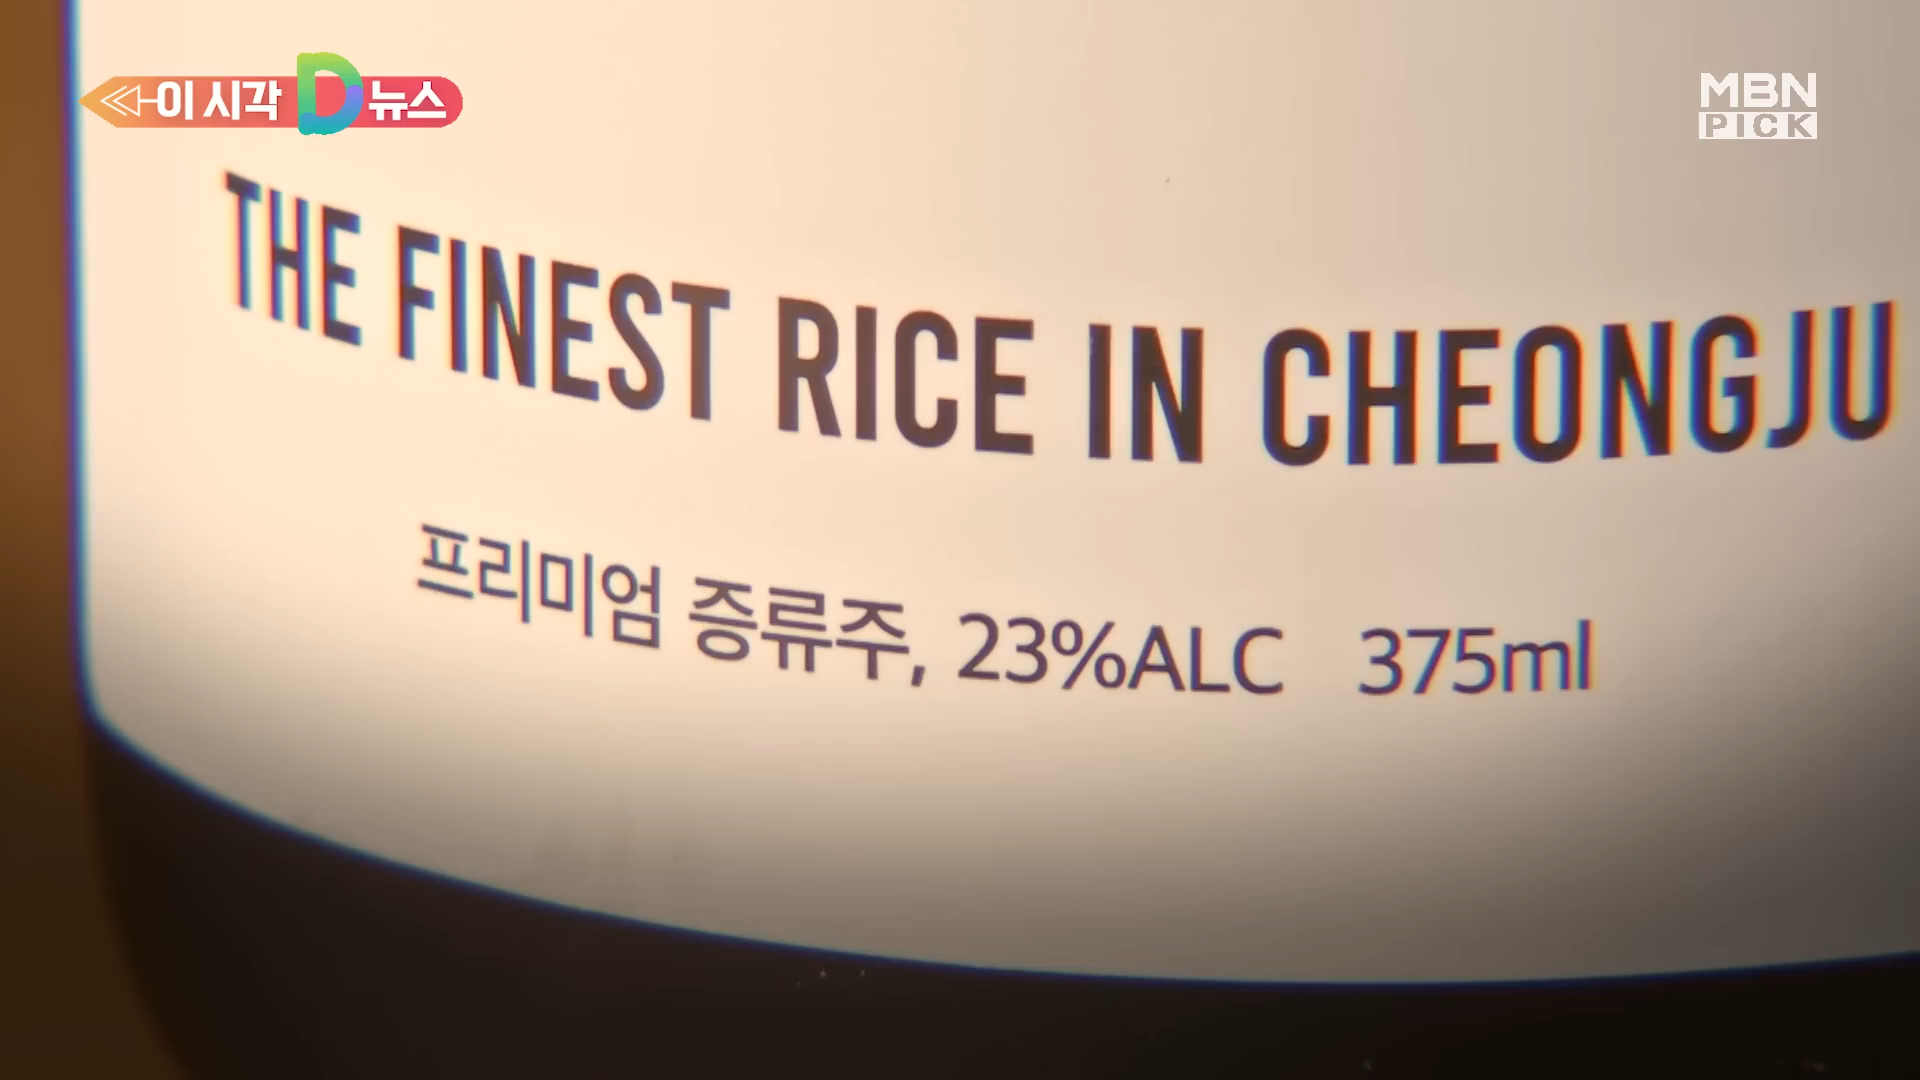 이 시각 D 뉴스
MBN
PICK
THE FINEST RICE IN CHEONGJU
프리미엄 증류주, 23%ALC 375ml